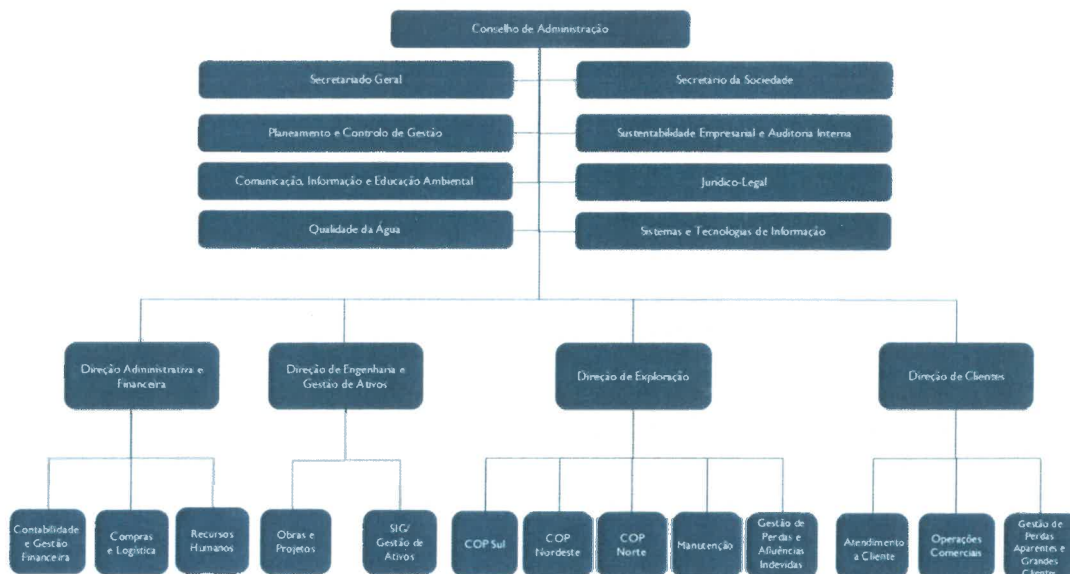 Conselho de Administração
Secretariado Geral
Secretário da Sociedade
Planeamento e Controlo de Gestão
Sustentabilidade Empresarial e Auditoria Interna
Comunicação, Informação e Educação Ambiental
Jurídico-Legal
Qualidade da Água
Sistemas e Tecnologias de Informação
Direção Administrativa e
Financeira
Direção de Engenharia e
Gestão de Ativos
Direção de Exploração
Direção de Clientes
Contabilidade
e Gestão
Financeira
Compras
e Logística
Recursos
Humanos
Obras e
Projetos
SIG/
Gestão de
Ativos
COP Sul
COP
Nordeste
COP
Norte
Manutenção
Gestão de
Perdas e
Afluências
Indevidas
Atendimento
a Cliente
Operações
Comerciais
Gestão de
Perdas
Aparentes e
Grandes
Clientes